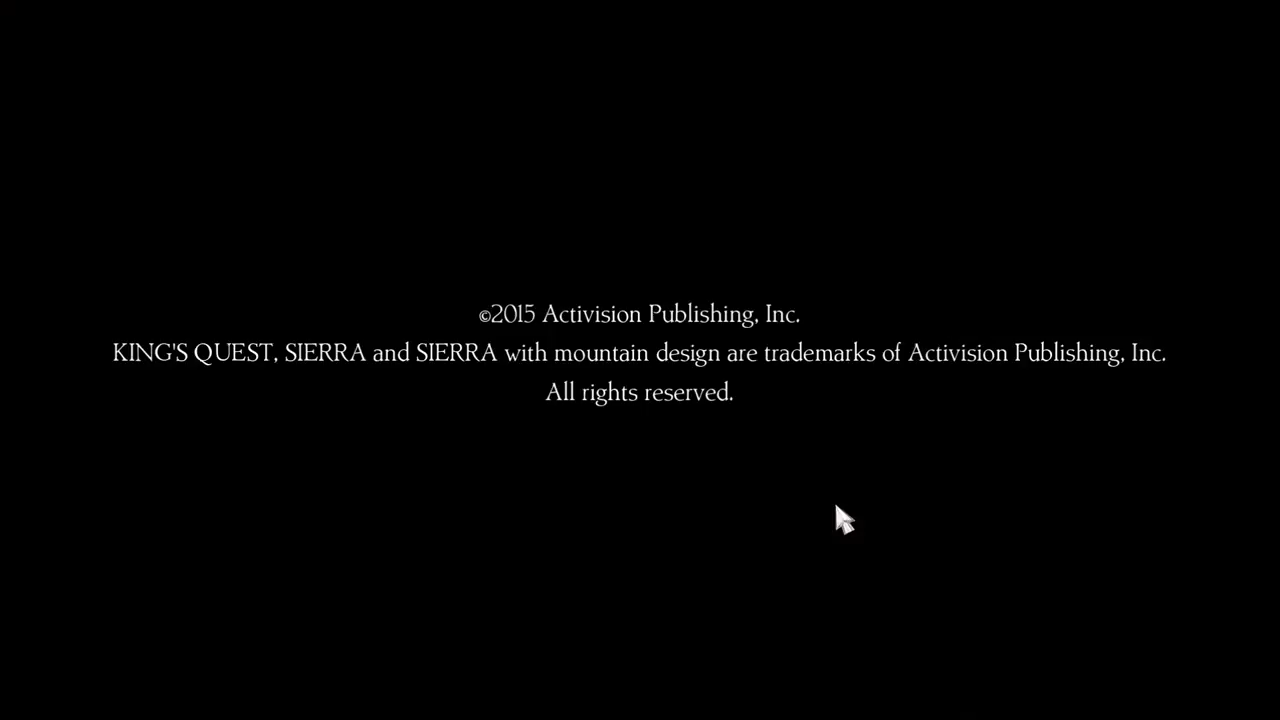 ©2015 Activision Publishing, Inc.
KING'S QUEST, SIERRA and SIERRA with mountain design are trademarks of Activision Publishing, Inc.
All rights reserved.